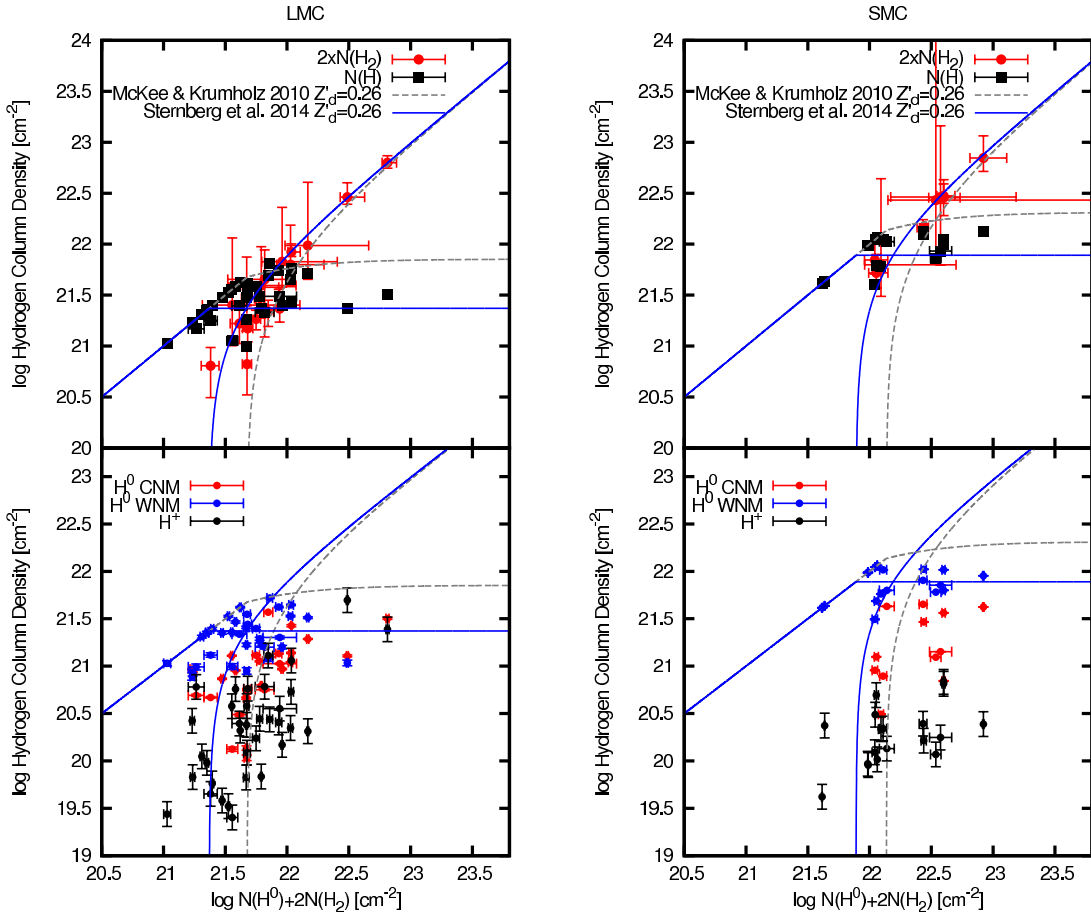 LMC
log Hydrogen Column Density [cm-2]
24
23.5
23
22.5
22
21.5
21
20.5
20
2xN(H2)
N(H)
McKee & Krumholz 2010 Z'd=0.26
Sternberg et al. 2014 Z'd=0.26
SMC
log Hydrogen Column Density [cm-2]
24
23.5
23
22.5
22
21.5
21
20.5
20
2xN(H2)
N(H)
McKee & Krumholz 2010 Z'd=0.26
Sternberg et al. 2014 Z'd=0.26
log Hydrogen Column Density [cm-2]
23
22
21.5
21
20.5
20
19.5
19
H0 CNM
H0 WNM
H+
20.5 21 21.5 22 22.5 23 23.5
log N(H0)+2N(H2) [cm-2]
log Hydrogen Column Density [cm-2]
23
22
21.5
21
20.5
20
19.5
19
H0 CNM
H0 WNM
H+
20.5 21 21.5 22 22.5 23 23.5
log N(H0)+2N(H2) [cm-2]